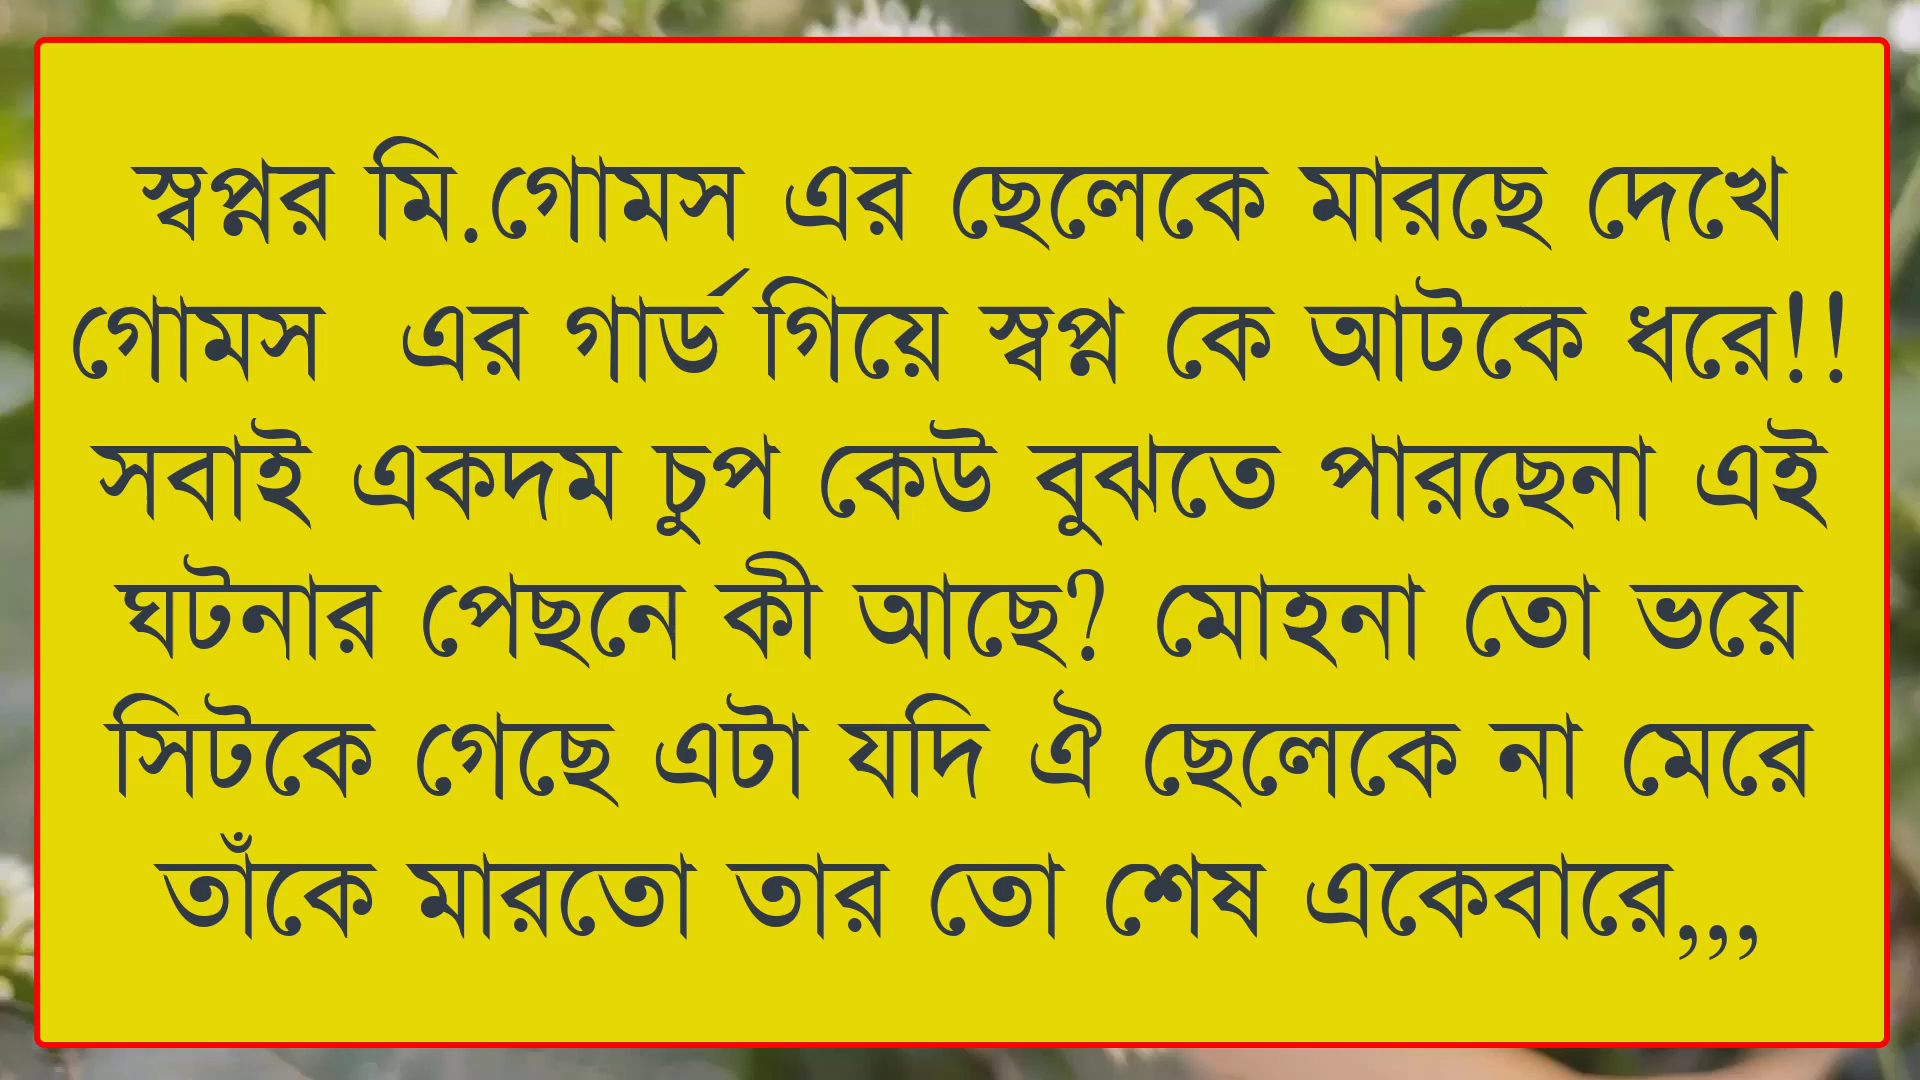 স্বপ্নর মি.গোমস এর ছেলেকে মারছে দেখে
গোমস এর গার্ড গিয়ে স্বপ্ন কে আটকে ধরে!!
সবাই একদম চুপ কেউ বুঝতে পারছেনা এই
ঘটনার পেছনে কী আছে? মোহনা তো ভয়ে
সিটকে গেছে এটা যদি ঐ ছেলেকে না মেরে
তাঁকে মারতো তার তো শেষ একেবারে,,,